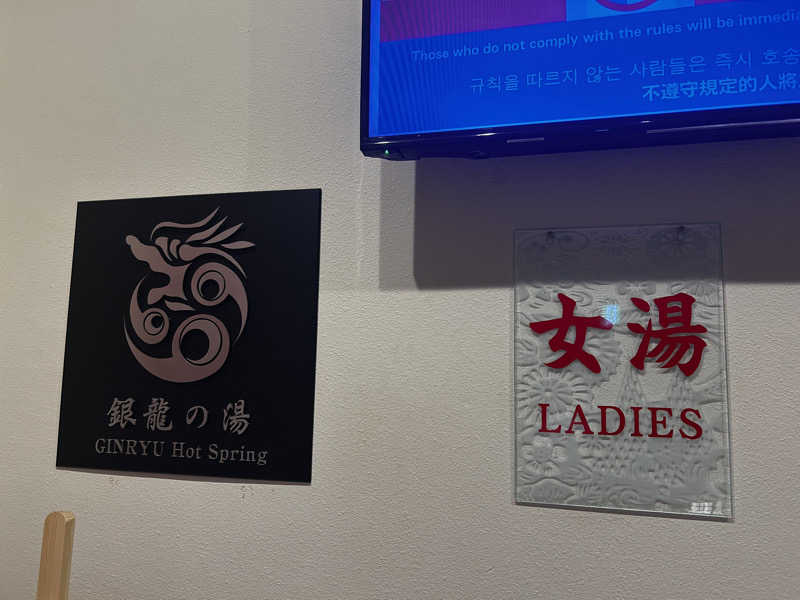 Those who do not comply with the rules will be
규칙을 따르지 않는 사람들은 즉시
不遵守規定的人將
銀龍の湯
GINRYU Hot Spring
女湯
LADIES